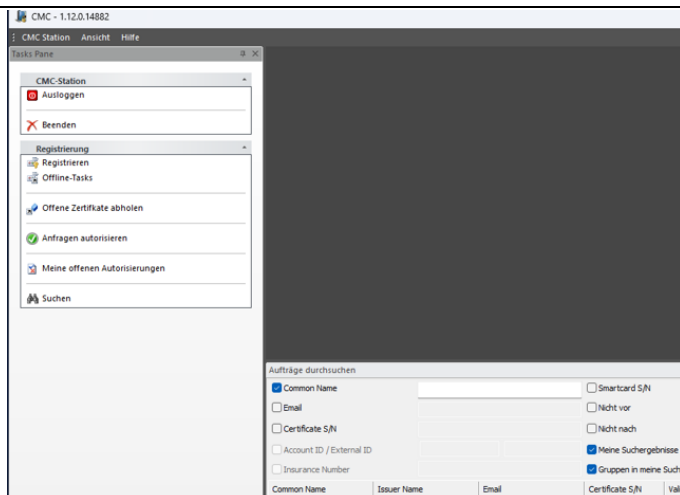 CMC - 1.12.0.14882
CMC Station Ansicht Hilfe
Tasks Pane
CMC-Station
Ausloggen
Beenden
Registrierung
Registrieren
Offline-Tasks
Offene Zertifkate abholen
Anfragen autorisieren
Meine offenen Autorisierungen
Suchen
Aufträge durchsuchen
Common Name Smartcard S/N
Email Nicht vor
Certificate S/N Nicht nach
Account ID / External ID Meine Suchergebnisse
Insurance Number Gruppen in meine Such
Common Name Issuer Name Email Certificate S/N Vali